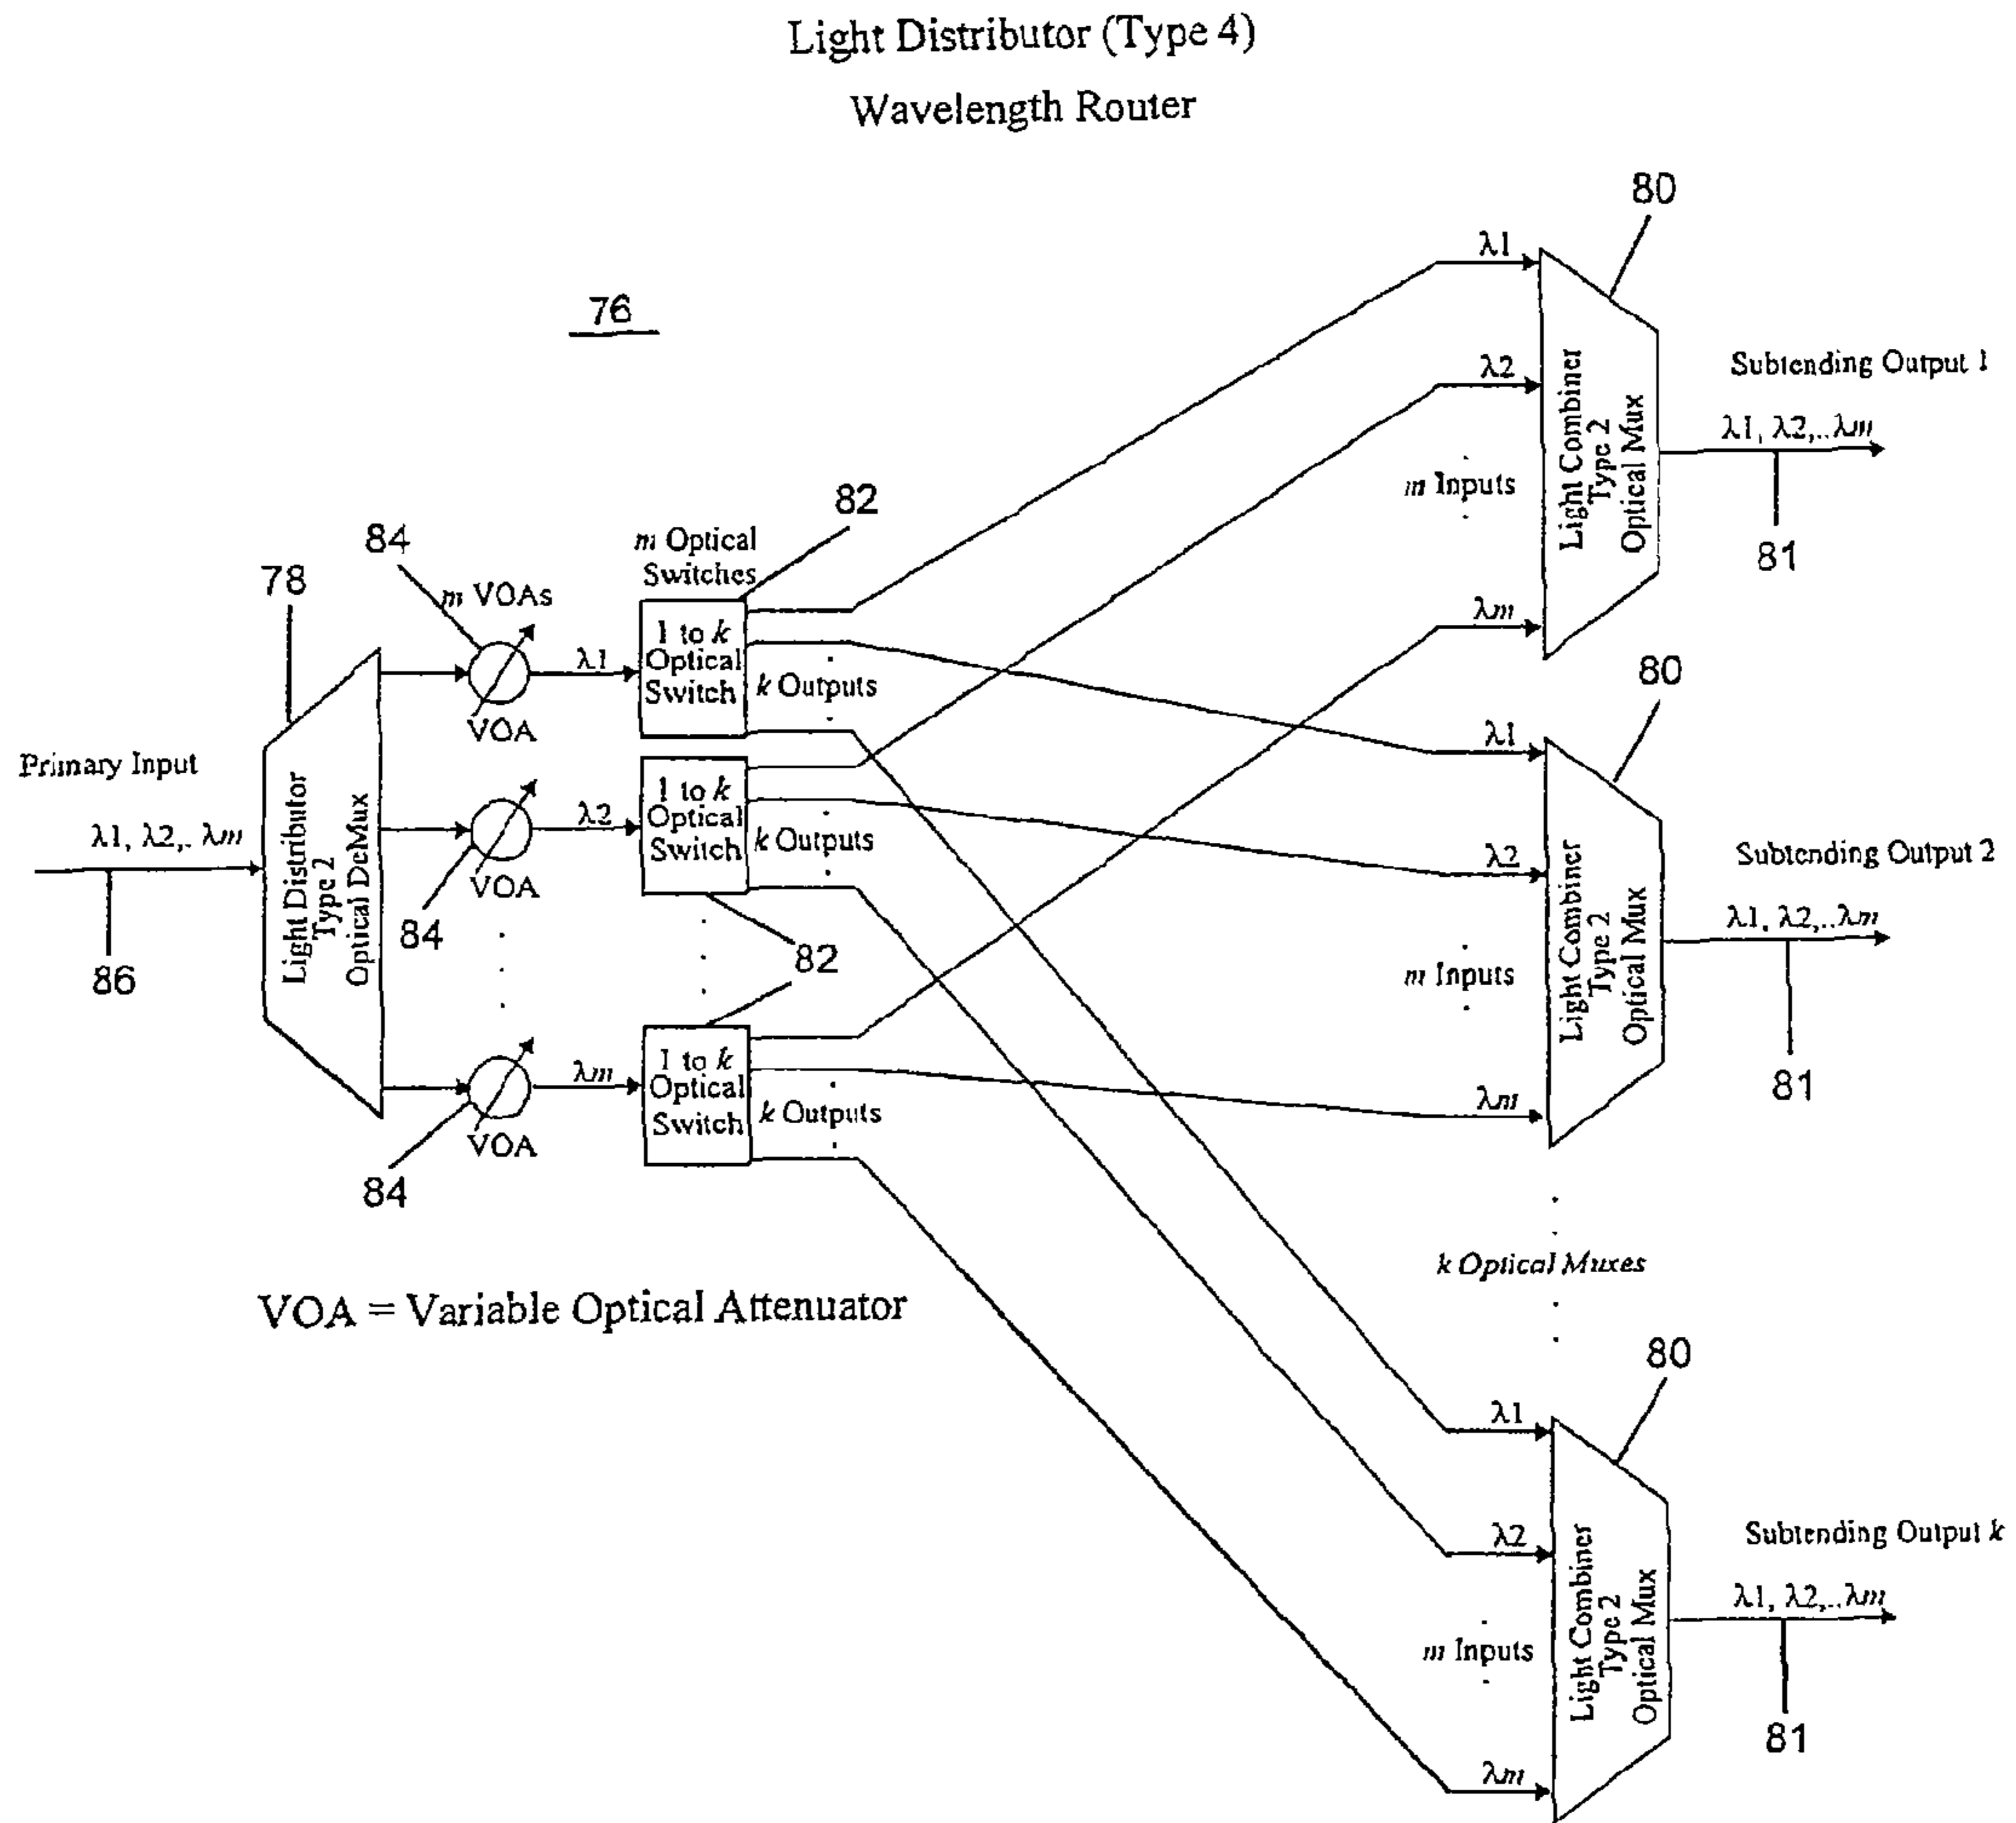 Light Distributor (Type 4)
Wavelength Router
76
80
λ1
λ2
m Inputs
λm
Light Combiner
Type 2
Optical Mux
Subtending Output 1
λ1, λ2,..λm
81
84
m VOAs
78
82
m Optical
Switches
VOA
λ1
1 to k
Optical
Switch
k Outputs
Primary Input
λ1, λ2,. λm
86
Light Distributor
Type 2
Optical DeMux
84
VOA
λ2
1 to k
Optical
Switch
k Outputs
82
84
VOA
λm
1 to k
Optical
Switch
k Outputs
80
λ1
λ2
m Inputs
λm
Light Combiner
Type 2
Optical Mux
Subtending Output 2
λ1, λ2,..λm
81
k Optical Muxes
VOA = Variable Optical Attenuator
80
λ1
λ2
m Inputs
λm
Light Combiner
Type 2
Optical Mux
Subtending Output k
λ1, λ2,..λm
81